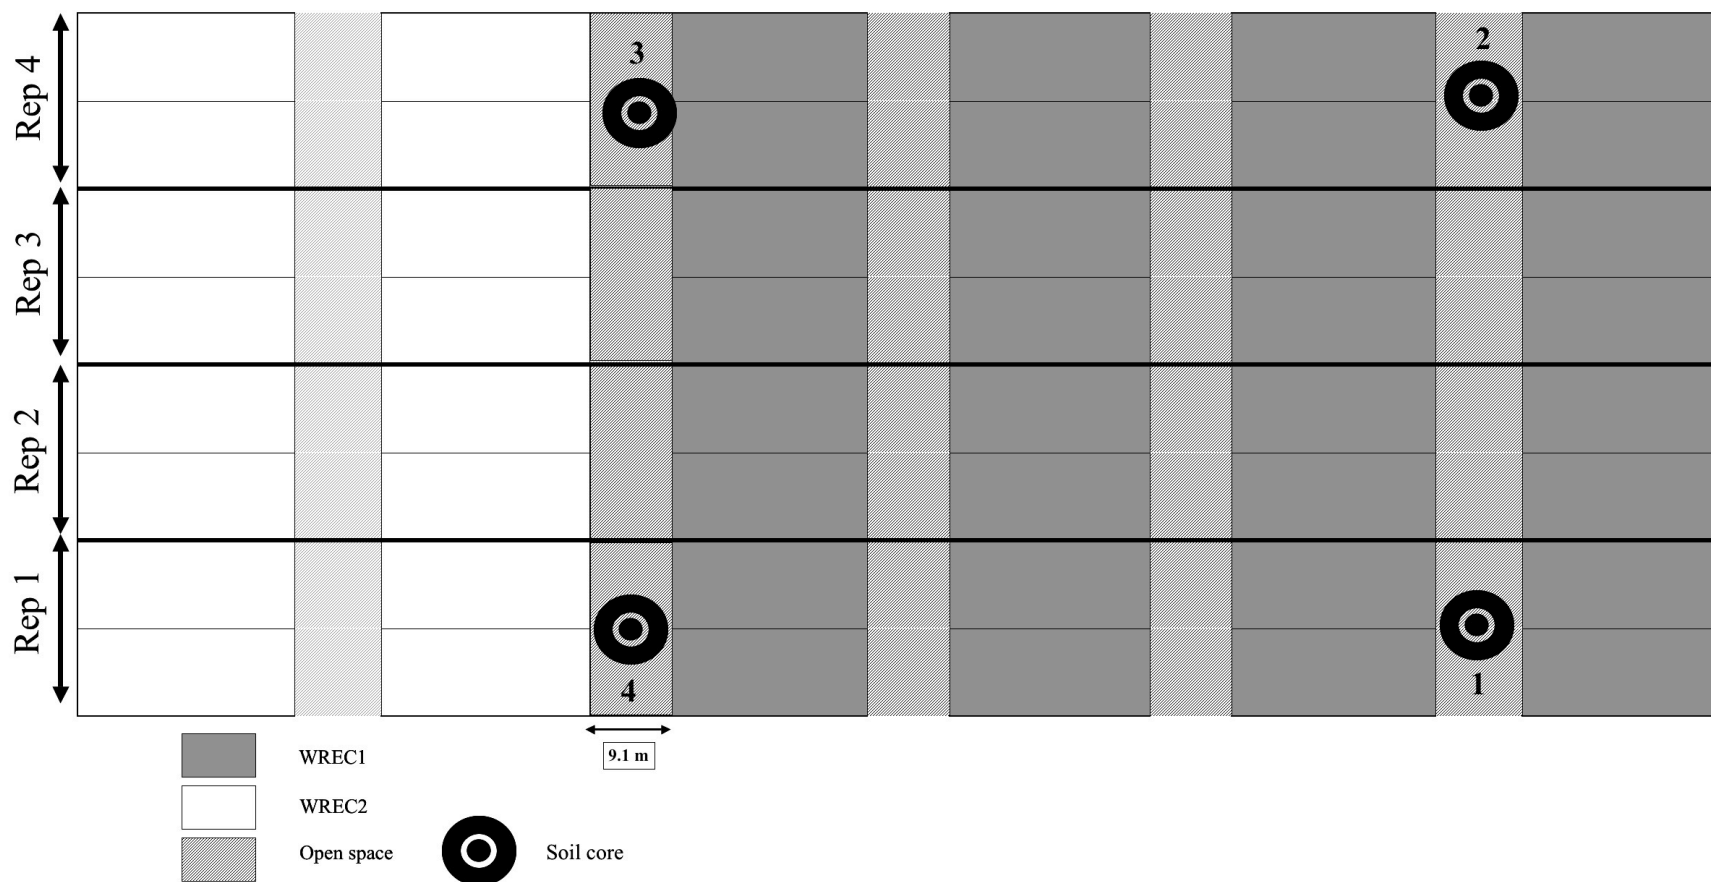 Rep 4
3
2
Rep 3
Rep 2
Rep 1
4
1
9.1 m
WREC1
WREC2
Open space
Soil core